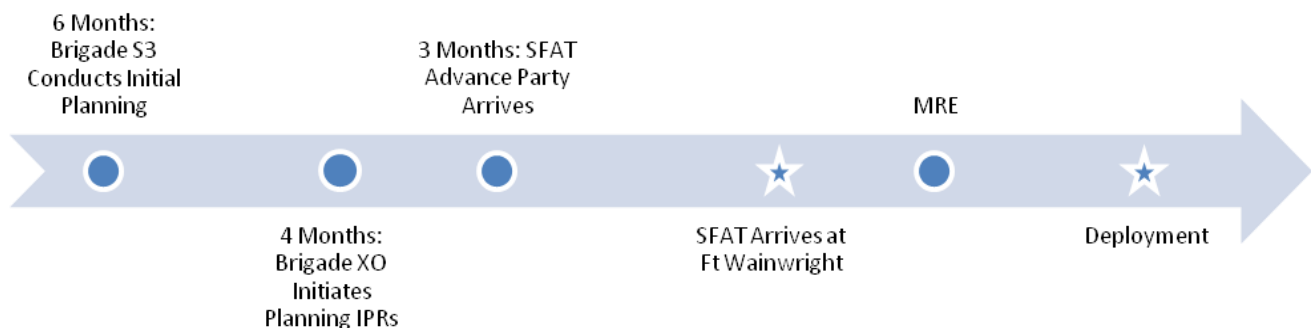 6 Months:
Brigade S3
Conducts Initial
Planning
3 Months: SFAT
Advance Party
Arrives
MRE
4 Months:
Brigade XO
Initiates
Planning IPRs
SFAT Arrives at
Ft Wainwright
Deployment